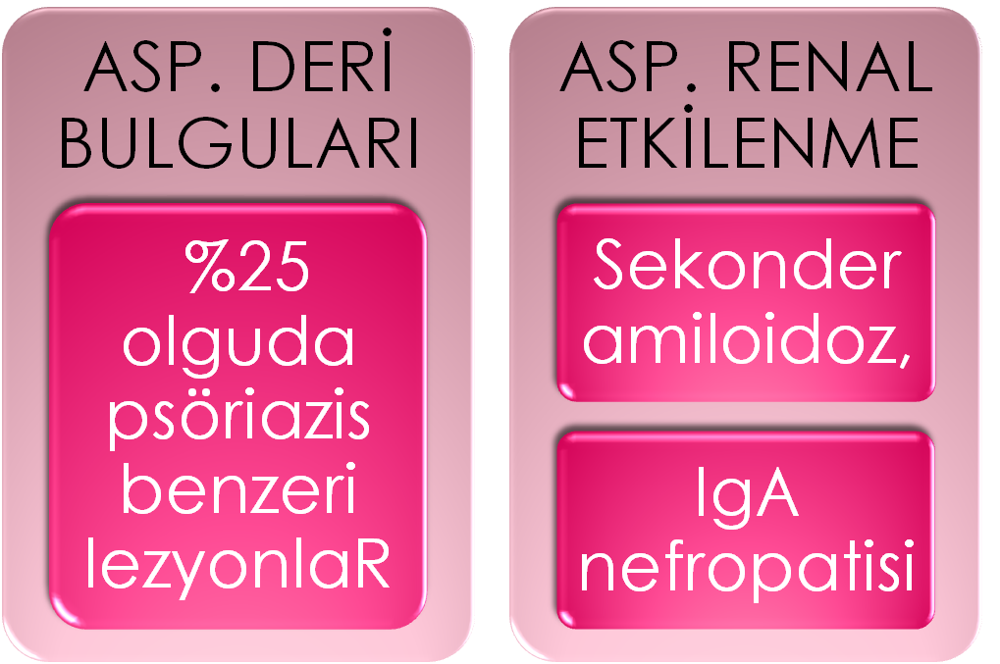 ASP. DERİ
BULGULARI
%25
olguda
psöriazis
benzeri
lezyonlaR
ASP. RENAL
ETKİLENME
Sekonder
amiloidoz,
IgA
nefropatisi